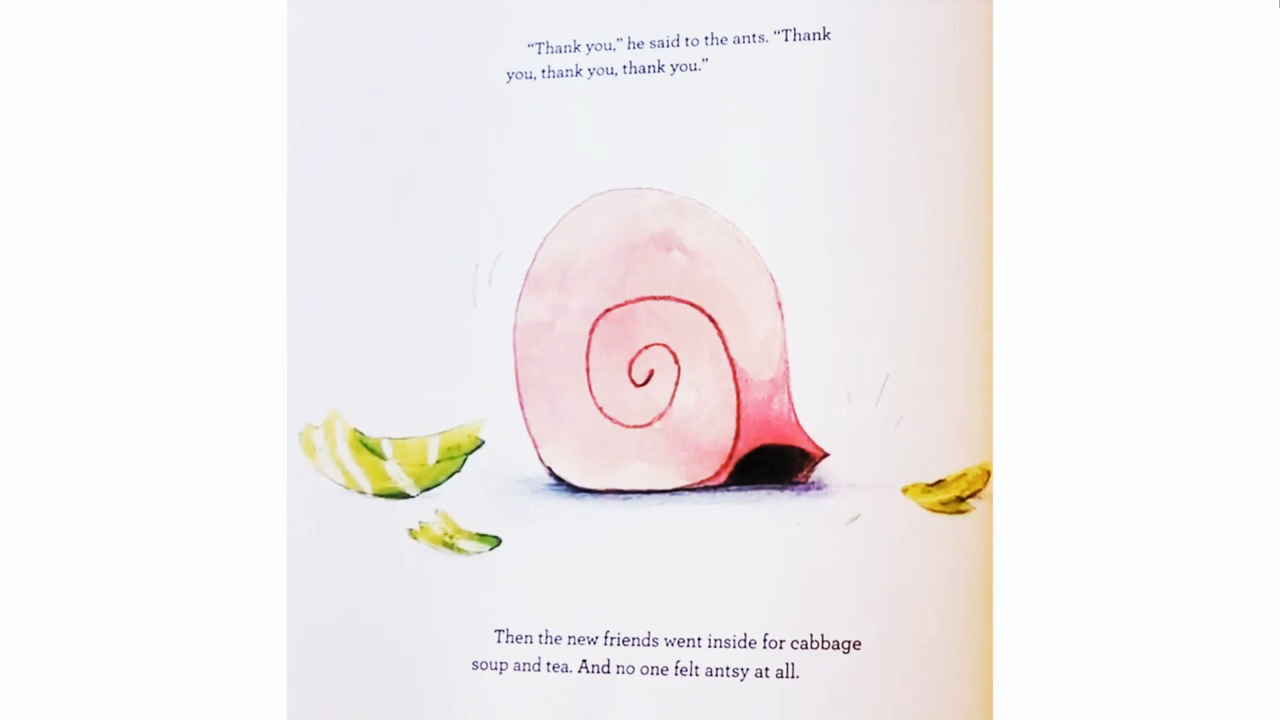 “Thank you,” he said to the ants. “Thank
you, thank you, thank you.”
Then the new friends went inside for cabbage
soup and tea. And no one felt antsy at all.